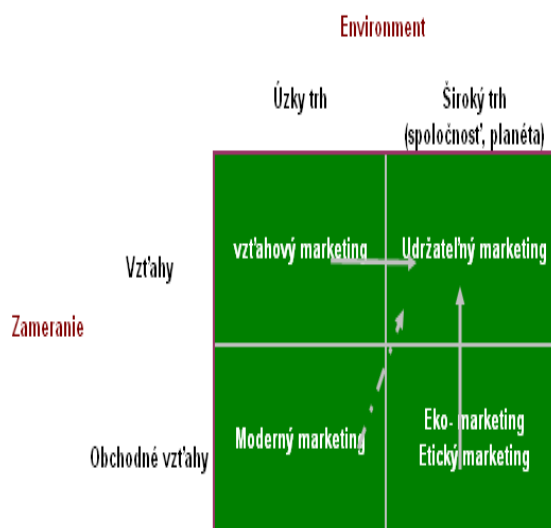 Environment
Úzky trh
Široký trh
(spoločnosť, planéta)
vzťahový marketing
Udržateľný marketing
Vzťahy
Zameranie
Moderný marketing
Eko- marketing
Etický marketing
Obchodné vzťahy